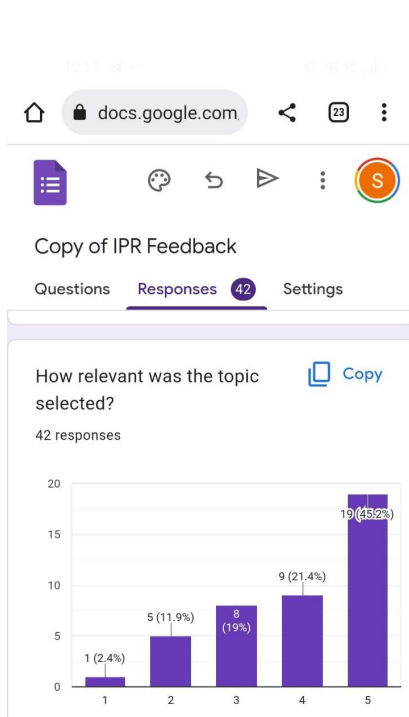 docs.google.com
23
S
Copy of IPR Feedback
Questions Responses 42 Settings
How relevant was the topic
selected?
Copy
42 responses
20
15
10
5
0
1 (2.4%)
5 (11.9%)
8
(19%)
9 (21.4%)
19 (45.2%)
1 2 3 4 5